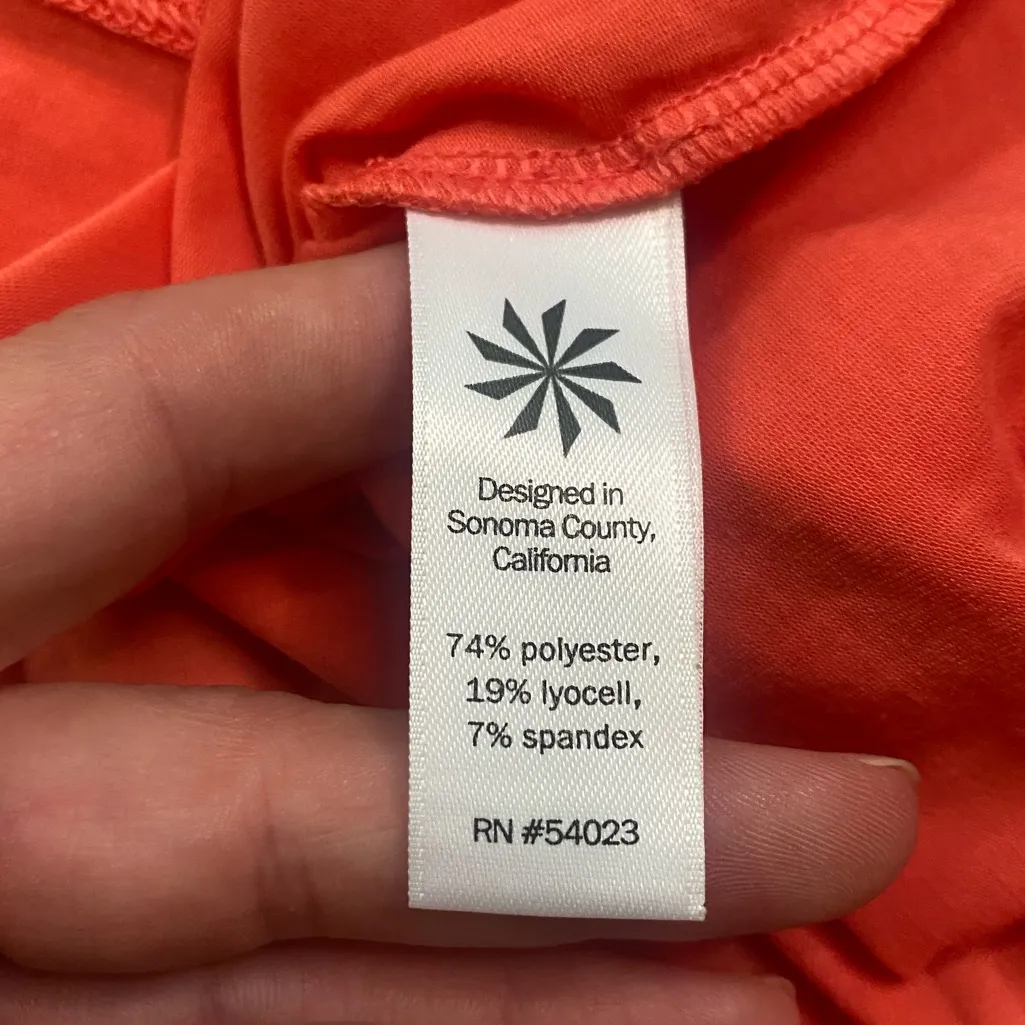 Designed in
Sonoma County,
California
74% polyester,
19% lyocell,
7% spandex
RN #54023